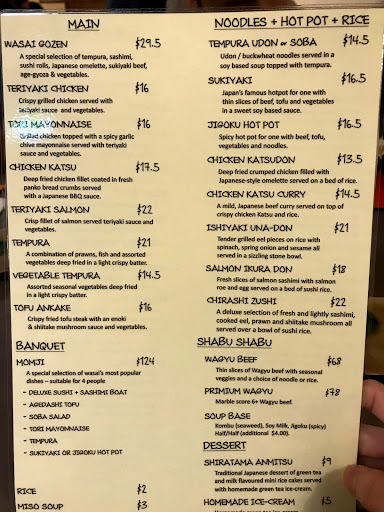 MAIN
WASAI GOZEN $29.5
A special selection of tempura, sashimi,
sushi rolls, Japanese omelette, sukiyaki beef,
age-gyoza & vegetables.
TERIYAKI CHICKEN $16
Crispy grilled chicken served with
teriyaki sauce and vegetables.
TORI MAYONNAISE $16
Grilled chicken topped with a spicy garlic
chive mayonnaise served with teriyaki
sauce and vegetables.
CHICKEN KATSU $17.5
Deep fried chicken fillet coated in fresh
panko bread crumbs served
with a Japanese BBQ sauce.
TERIYAKI SALMON $22
Crisp fillet of salmon served teriyaki sauce and
vegetables.
TEMPURA $21
A combination of prawns, fish and assorted
vegetables deep fried in a light crispy batter.
VEGETABLE TEMPURA $14.5
Assorted seasonal vegetables deep fried
in a light crispy batter.
TOFU ANKAKE $16
Crispy fried tofu steak with an enoki
& shiitake mushroom sauce and vegetables.
BANQUET
MOMJI $124
A special selection of wasai's most popular
dishes – suitable for 4 people
- DELUXE SUSHI + SASHIMI BOAT
- AGEDASHI TOFU
- SOBA SALAD
- TORI MAYONNAISE
- TEMPURA
- SUKIYAKI OR JIGOKU HOT POT
RICE $2
MISO SOUP $3
NOODLES + HOT POT + RICE
TEMPURA UDON or SOBA $14.5
Udon / buckwheat noodles served in a
soy based soup topped with tempura.
SUKIYAKI $16.5
Japan's famous hotpot for one with
thin slices of beef, tofu and vegetables
in a sweet soy based sauce.
JIGOKU HOT POT $16.5
Spicy hot pot for one with beef, tofu,
vegetables and noodles.
CHICKEN KATSUDON $13.5
Deep fried crumped chicken filled with
Japanese-style omelette served on a bed of rice.
CHICKEN KATSU CURRY $14.5
A mild, Japanese beef curry served on top of
crispy chicken Katsu and rice.
ISHIYAKI UNA-DON $21
Tender grilled eel pieces on rice with
spinach, spring onion and sesame all
served in a sizzling stone bowl.
SALMON IKURA DON $18
Fresh slices of salmon sashimi with salmon
roe and egg served on a bed of sushi rice.
CHIRASHI ZUSHI $22
A deluxe selection of fresh and lightly sashimi,
cooked eel, prawn and shiitake mushroom all
served over a bowl of sushi rice.
SHABU SHABU
WAGYU BEEF $68
Thin slices of Wagyu beef with seasonal
veggies and a choice of noodle or rice.
PRIMIUM WAGYU $78
Marble score 6+ Wagyu beef.
SOUP BASE
Kombu (seaweed), Soy Milk, Jigoku (spicy)
Half/Half (additional $4.00).
DESSERT
SHIRATAMA ANMITSU $9
Traditional Japanese dessert of green tea
and milk flavoured mini rice cakes served
with homemade green tea ice-cream.
HOMEMADE ICE-CREAM $5